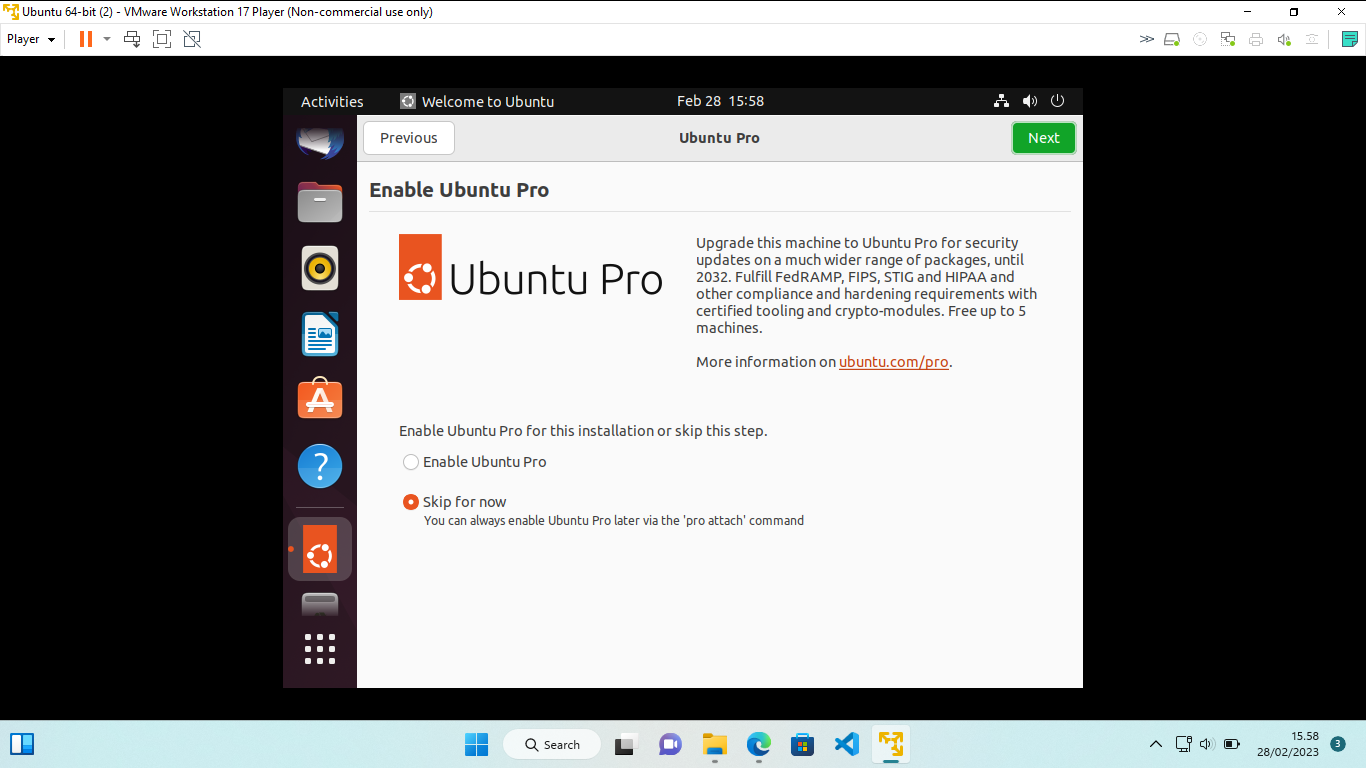 Ubuntu 64-bit (2) - VMware Workstation 17 Player (Non-commercial use only)
Player
Activities
Welcome to Ubuntu
Feb 28 15:58
Previous
Ubuntu Pro
Next
Enable Ubuntu Pro
Ubuntu Pro
Upgrade this machine to Ubuntu Pro for security
updates on a much wider range of packages, until
2032. Fulfill FedRAMP, FIPS, STIG and HIPAA and
other compliance and hardening requirements with
certified tooling and crypto-modules. Free up to 5
machines.
More information on ubuntu.com/pro.
Enable Ubuntu Pro for this installation or skip this step.
Enable Ubuntu Pro
Skip for now
You can always enable Ubuntu Pro later via the 'pro attach' command
Search
15.58
28/02/2023
3